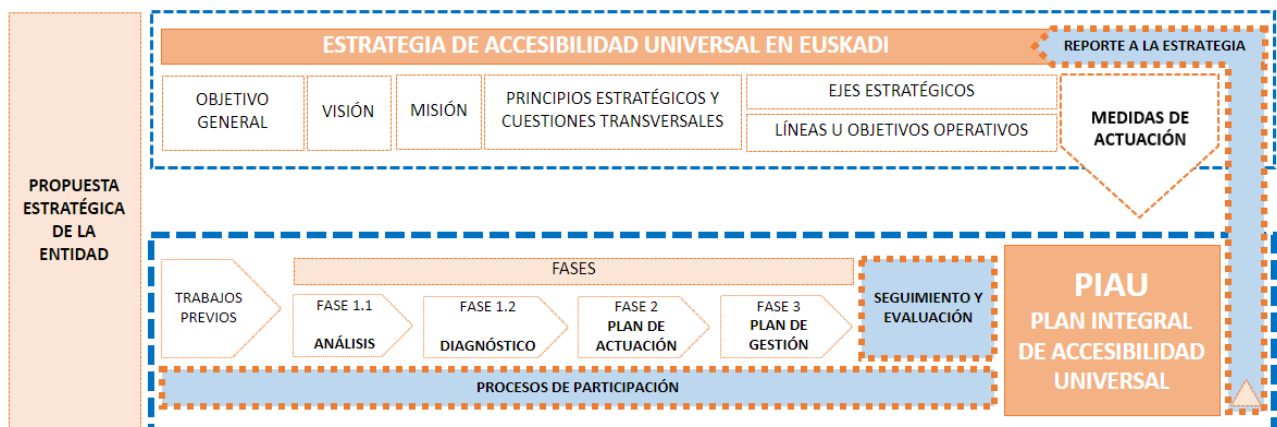 PROPUESTA
ESTRATÉGICA
DE LA
ENTIDAD
ESTRATEGIA DE ACCESIBILIDAD UNIVERSAL EN EUSKADI
REPORTE A LA ESTRATEGIA
OBJETIVO
GENERAL
VISIÓN
MISIÓN
PRINCIPIOS ESTRATÉGICOS Y
CUESTIONES TRANSVERSALES
EJES ESTRATÉGICOS
LÍNEAS U OBJETIVOS OPERATIVOS
MEDIDAS DE
ACTUACIÓN
TRABAJOS
PREVIOS
FASES
FASE 1.1
ANÁLISIS
FASE 1.2
DIAGNÓSTICO
FASE 2
PLAN DE
ACTUACIÓN
FASE 3
PLAN DE
GESTIÓN
SEGUIMIENTO Y
EVALUACIÓN
PROCESOS DE PARTICIPACIÓN
PIAU
PLAN INTEGRAL
DE ACCESIBILIDAD
UNIVERSAL